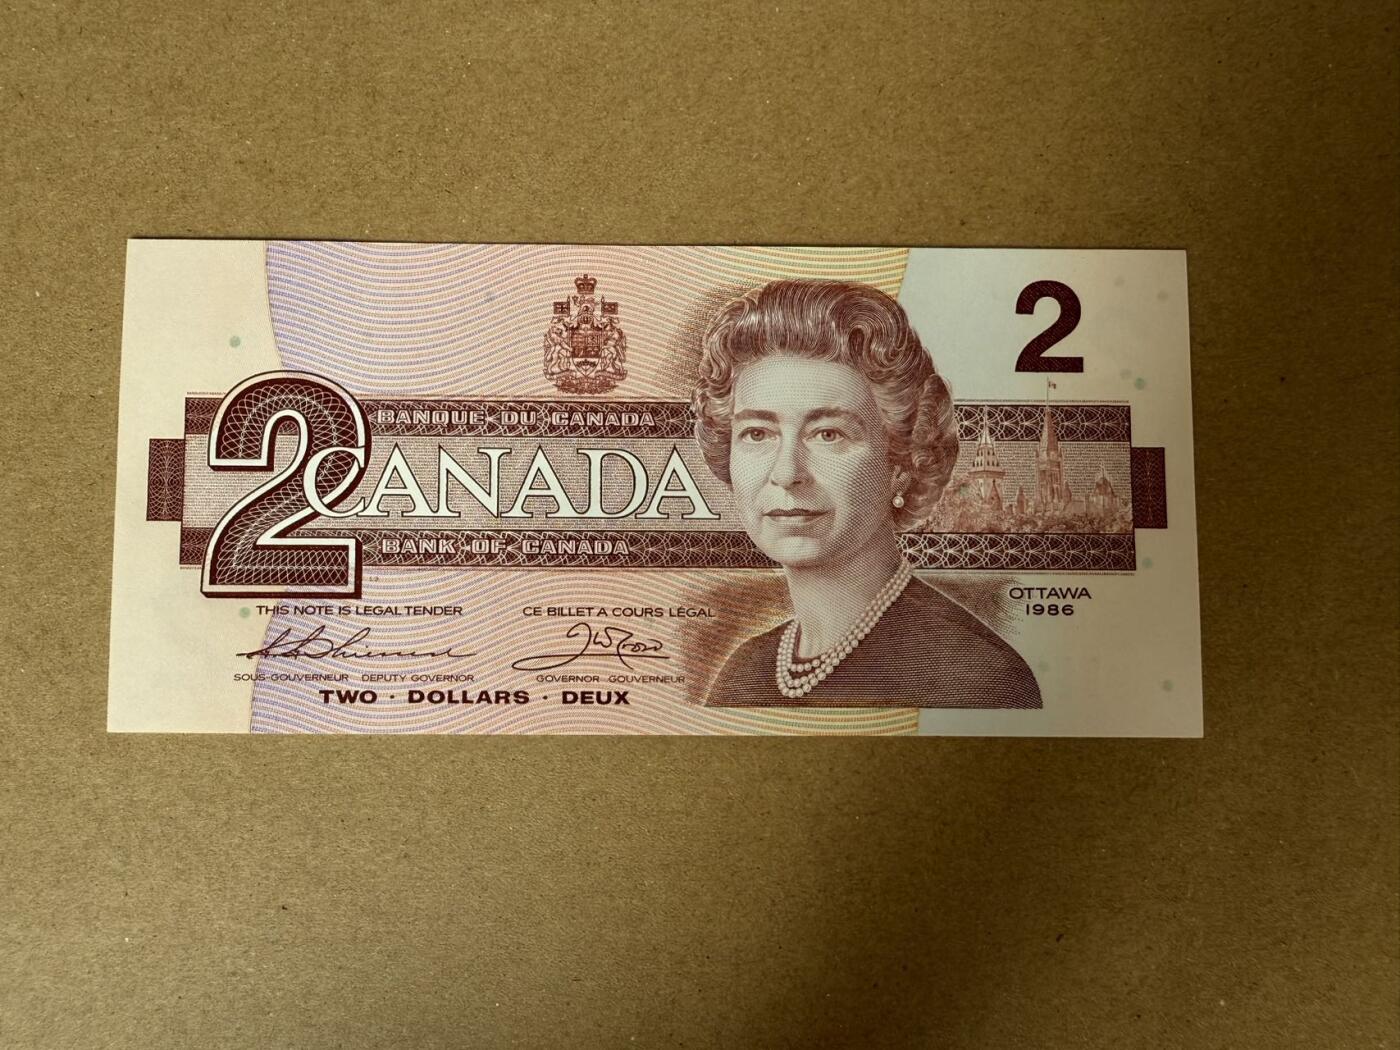 2
BANQUE DU CANADA
2 CANADA
BANK OF CANADA
THIS NOTE IS LEGAL TENDER
CE BILLET A COURS LÉGAL
OTTAWA
1986
SOUS-GOUVERNEUR DEPUTY GOVERNOR
GOVERNOR GOUVERNEUR
TWO · DOLLARS · DEUX